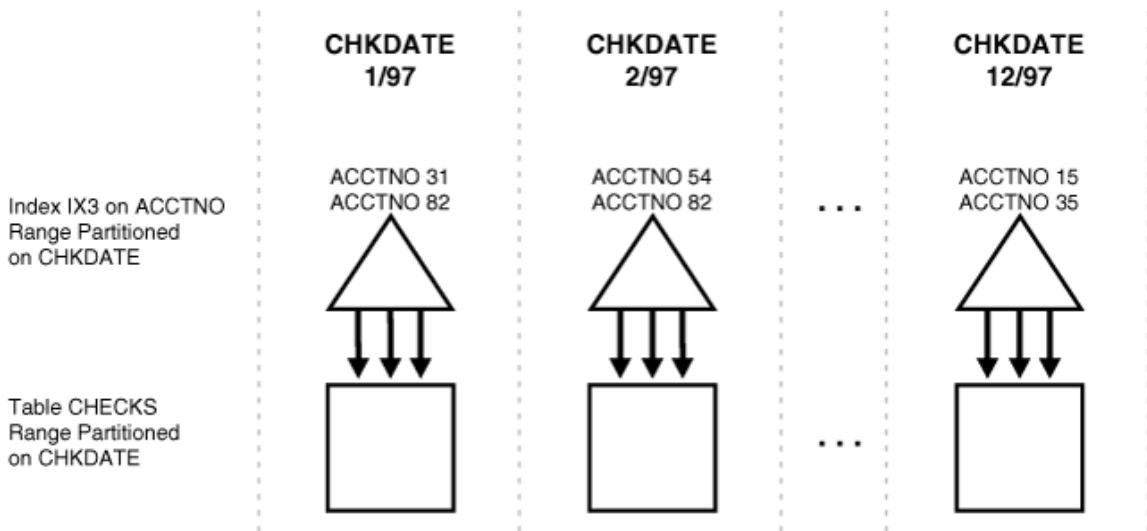 CHKDATE
1/97
CHKDATE
2/97
CHKDATE
12/97
Index IX3 on ACCTNO
Range Partitioned
on CHKDATE
ACCTNO 31
ACCTNO 82
ACCTNO 54
ACCTNO 82
...
ACCTNO 15
ACCTNO 35
Table CHECKS
Range Partitioned
on CHKDATE
...